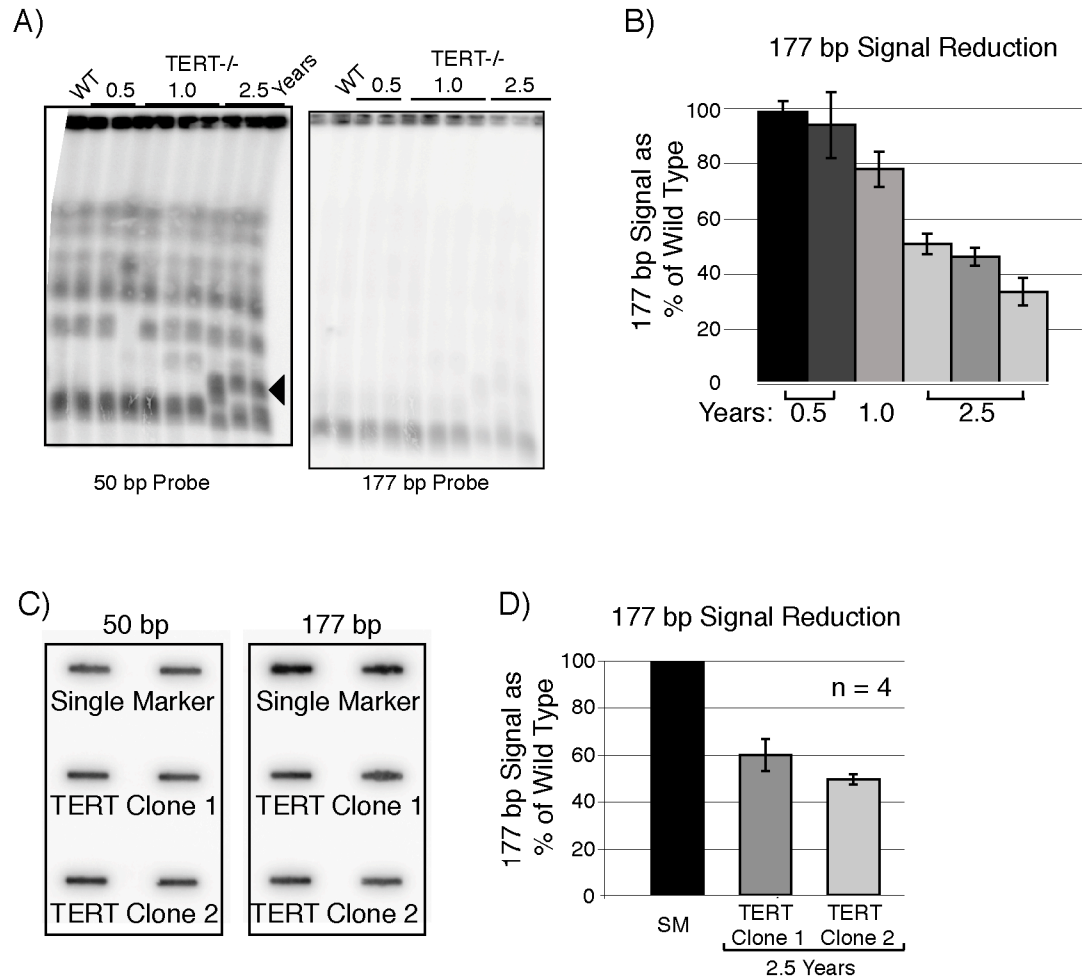 A)
TERT-/-
WT 0.5 1.0 2.5 Years
TERT-/-
WT 0.5 1.0 2.5
50 bp Probe
177 bp Probe
B)
177 bp Signal Reduction
177 bp Signal as
% of Wild Type
100
80
60
40
20
0
Years: 0.5 1.0 2.5
C)
50 bp
177 bp
Single Marker
TERT Clone 1
TERT Clone 2
Single Marker
TERT Clone 1
TERT Clone 2
D)
177 bp Signal Reduction
177 bp Signal as
% of Wild Type
100
80
60
40
20
0
n = 4
SM
TERT
Clone 1
TERT
Clone 2
2.5 Years